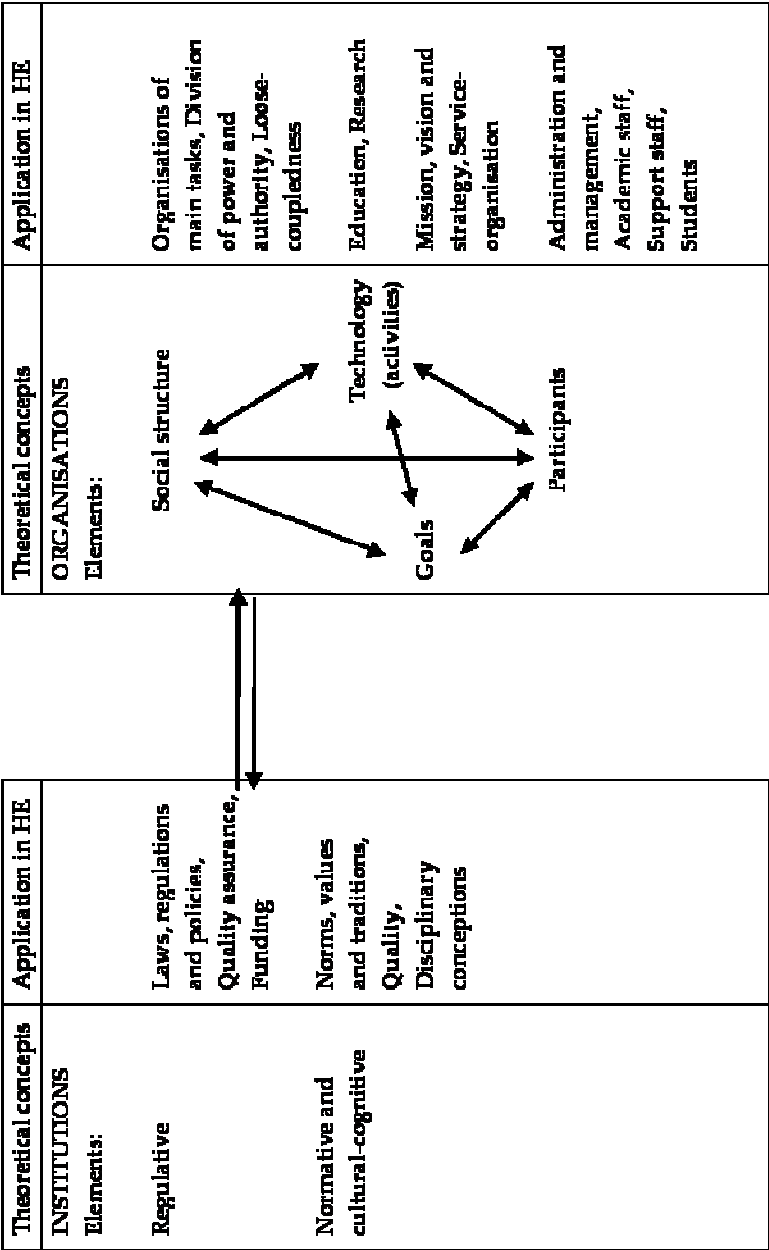 Theoretical concepts
Application in HE
INSTITUTIONS
Elements:
Regulative
Laws, regulations
and policies,
Quality assurance,
Funding
Normative and
cultural-cognitive
Norms, values
and traditions,
Quality,
Disciplinary
conceptions
Theoretical concepts
Application in HE
ORGANISATIONS
Elements:
Social structure
Organisations of
main tasks, Division
of power and
authority, Loose-
coupledness
Technology
(activities)
Education, Research
Goals
Mission, vision and
strategy, Service-
organisation
Participants
Administration and
management,
Academic staff,
Support staff,
Students